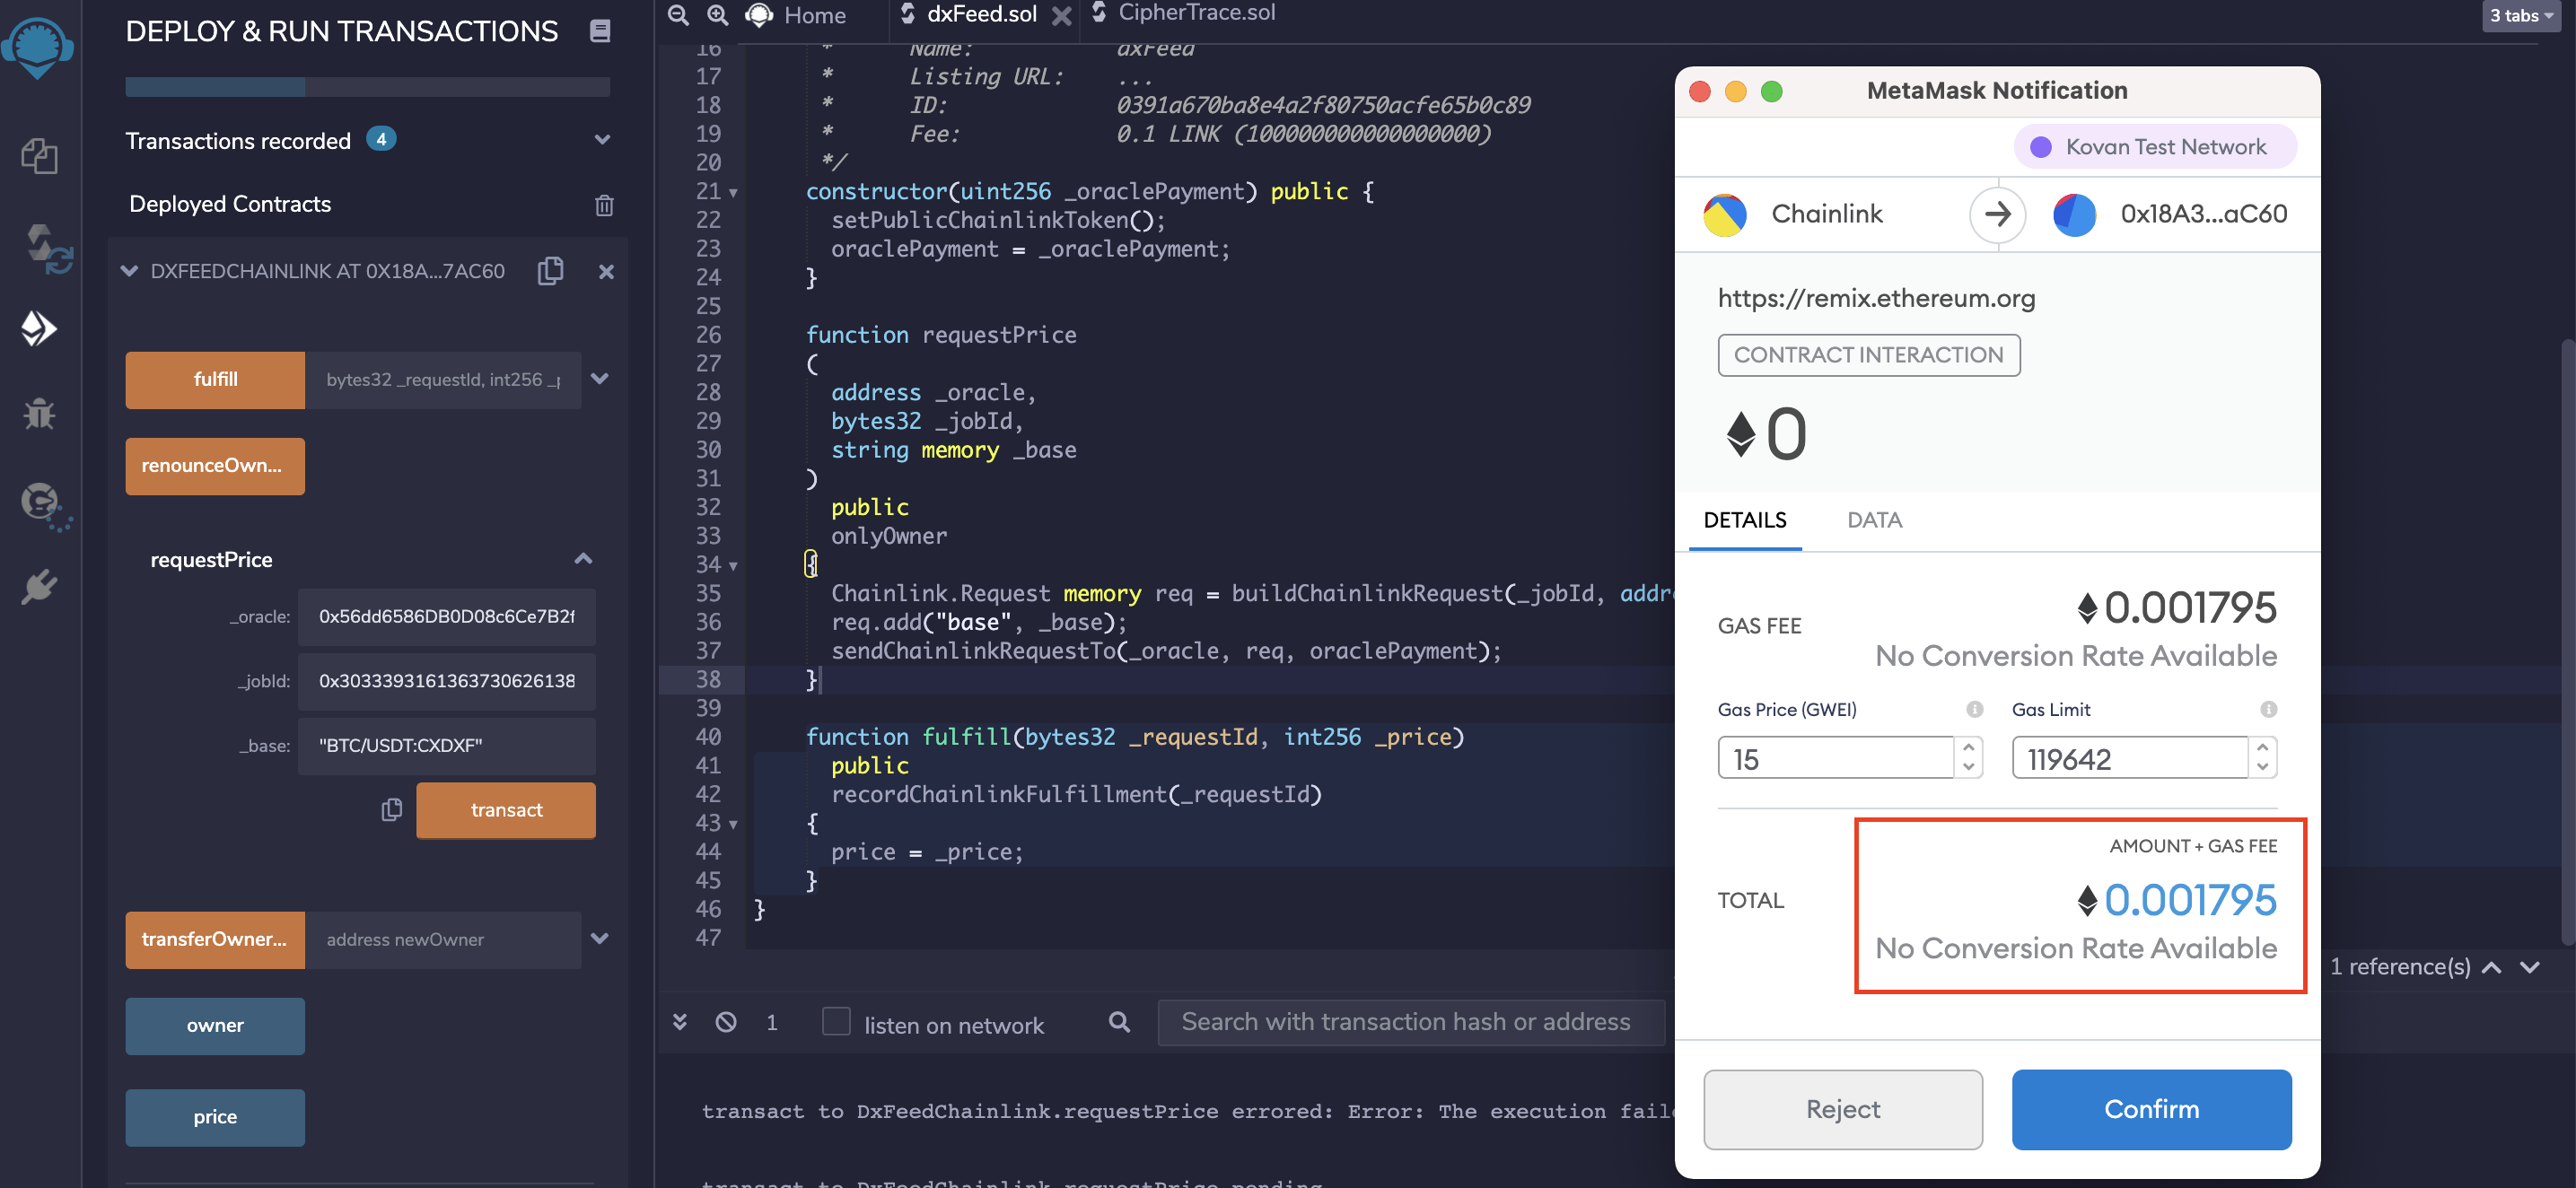 DEPLOY & RUN TRANSACTIONS
Transactions recorded 4
Deployed Contracts
DXFEEDCHAINLINK AT 0X18A...7AC60
fulfill bytes32 _requestId, int256 _p
renounceOwn...
requestPrice
_oracle: 0x56dd6586DB0D08c6Ce7B2f
_jobId: 0x3033393161363730626138
_base: "BTC/USDT:CXDXF"
transact
transferOwner... address newOwner
owner
price
Home dxFeed.sol CipherTrace.sol 3 tabs
16 * Name: dxFeed
17 * Listing URL: ...
18 * ID: 0391a670ba8e4a2f80750acfe65b0c89
19 * Fee: 0.1 LINK (100000000000000000)
20 */
21 constructor(uint256 _oraclePayment) public {
22 setPublicChainlinkToken();
23 oraclePayment = _oraclePayment;
24 }
25
26 function requestPrice
27 (
28 address _oracle,
29 bytes32 _jobId,
30 string memory _base
31 )
32 public
33 onlyOwner
34 {
35 Chainlink.Request memory req = buildChainlinkRequest(_jobId, addr
36 req.add("base", _base);
37 sendChainlinkRequestTo(_oracle, req, oraclePayment);
38 }
39
40 function fulfill(bytes32 _requestId, int256 _price)
41 public
42 recordChainlinkFulfillment(_requestId)
43 {
44 price = _price;
45 }
46 }
47
1 reference(s)
1 listen on network Search with transaction hash or address
transact to DxFeedChainlink.requestPrice errored: Error: The execution faile
transact to DxFeedChainlink.requestPrice pending
MetaMask Notification
Kovan Test Network
Chainlink 0x18A3...aC60
https://remix.ethereum.org
CONTRACT INTERACTION
0
DETAILS DATA
GAS FEE 0.001795
No Conversion Rate Available
Gas Price (GWEI) Gas Limit
15 119642
AMOUNT + GAS FEE
TOTAL 0.001795
No Conversion Rate Available
Reject Confirm